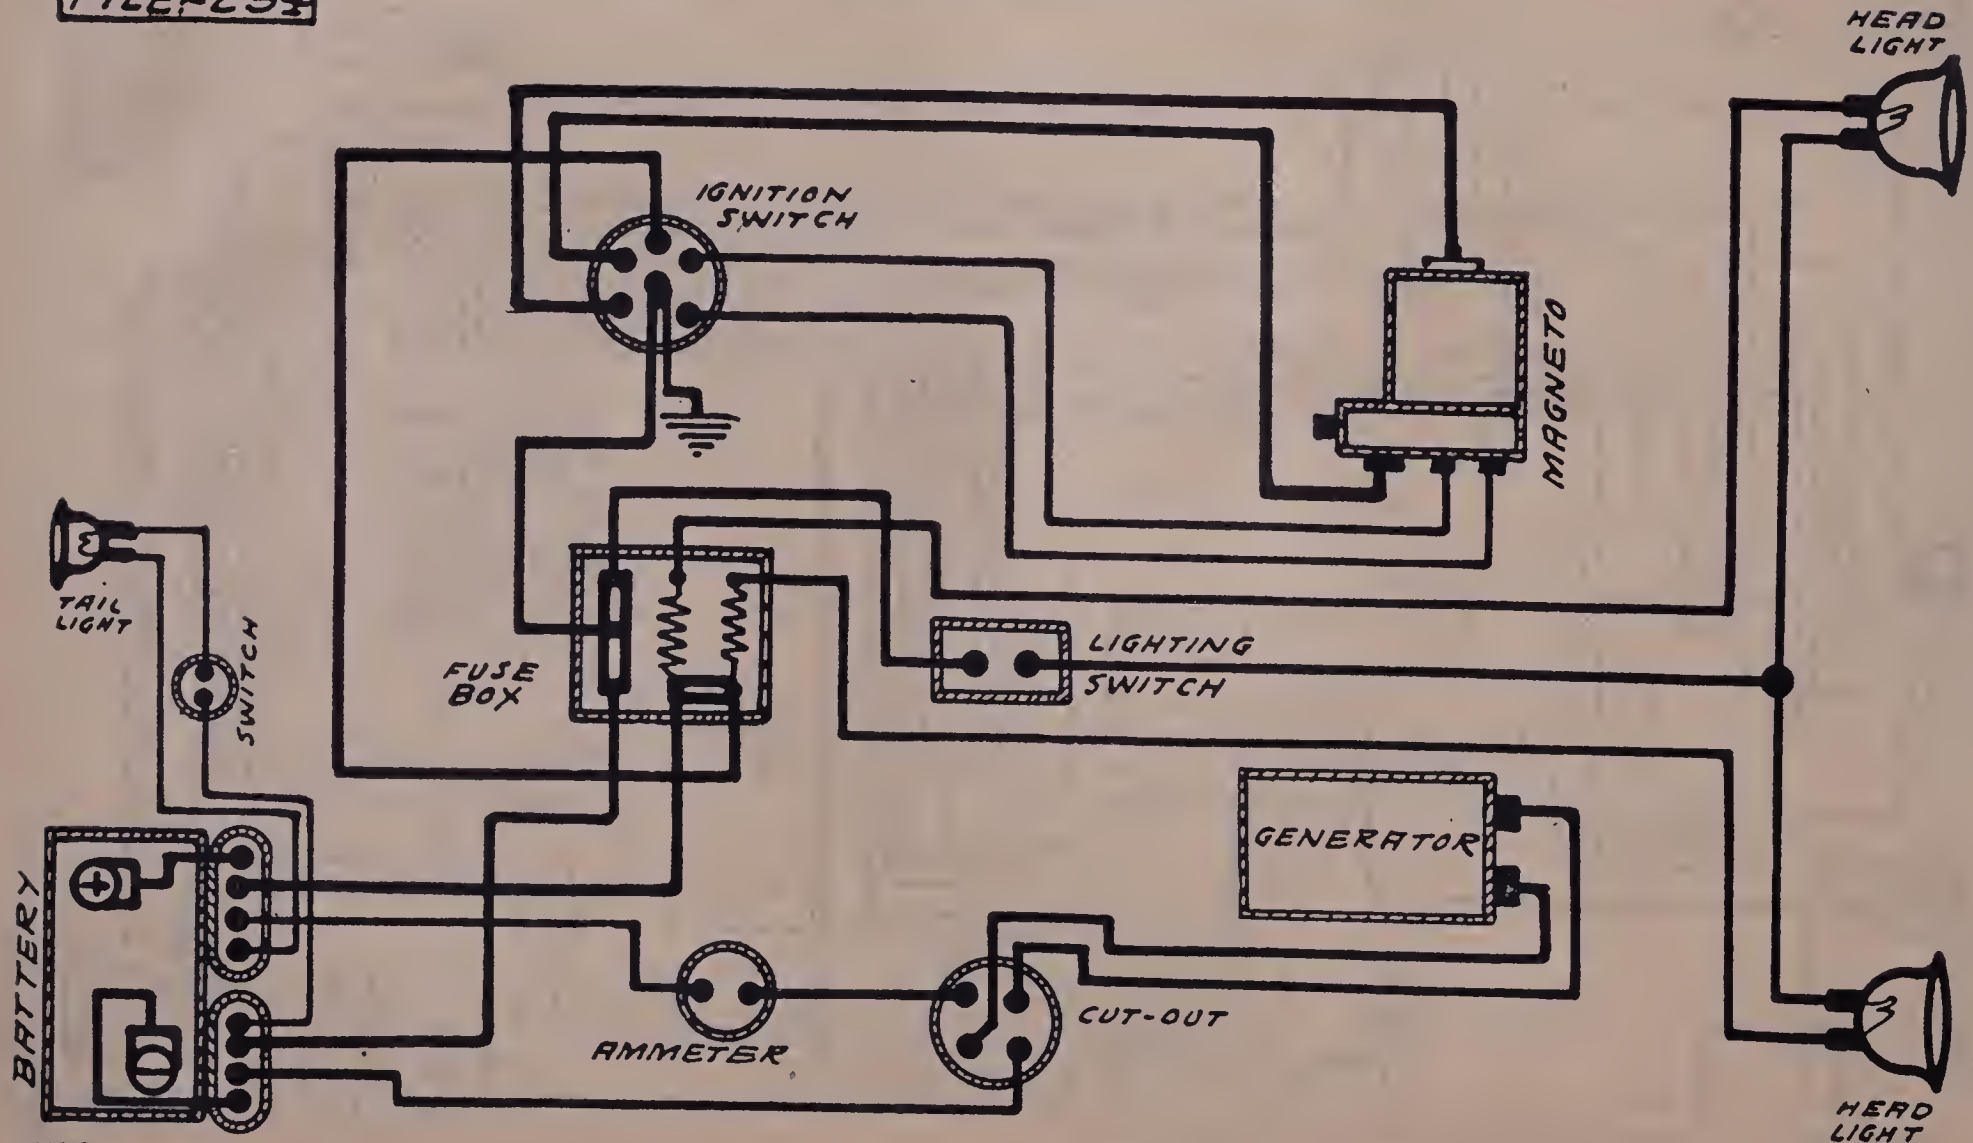 HEAD
LIGHT
IGNITION
SWITCH
MAGNETO
TAIL
LIGHT
SWITCH
FUSE
BOX
LIGHTING
SWITCH
GENERATOR
BATTERY
AMMETER
CUT-OUT
HEAD
LIGHT